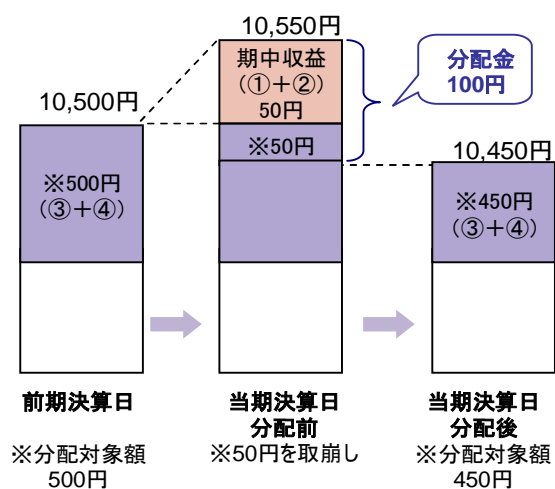 10,550円
期中収益
(①+②)
50円
分配金
100円
10,500円
※50円
10,450円
※500円
(③+④)
※450円
(③+④)
前期決算日
※分配対象額
500円
当期決算日
分配前
※50円を取崩し
当期決算日
分配後
※分配対象額
450円